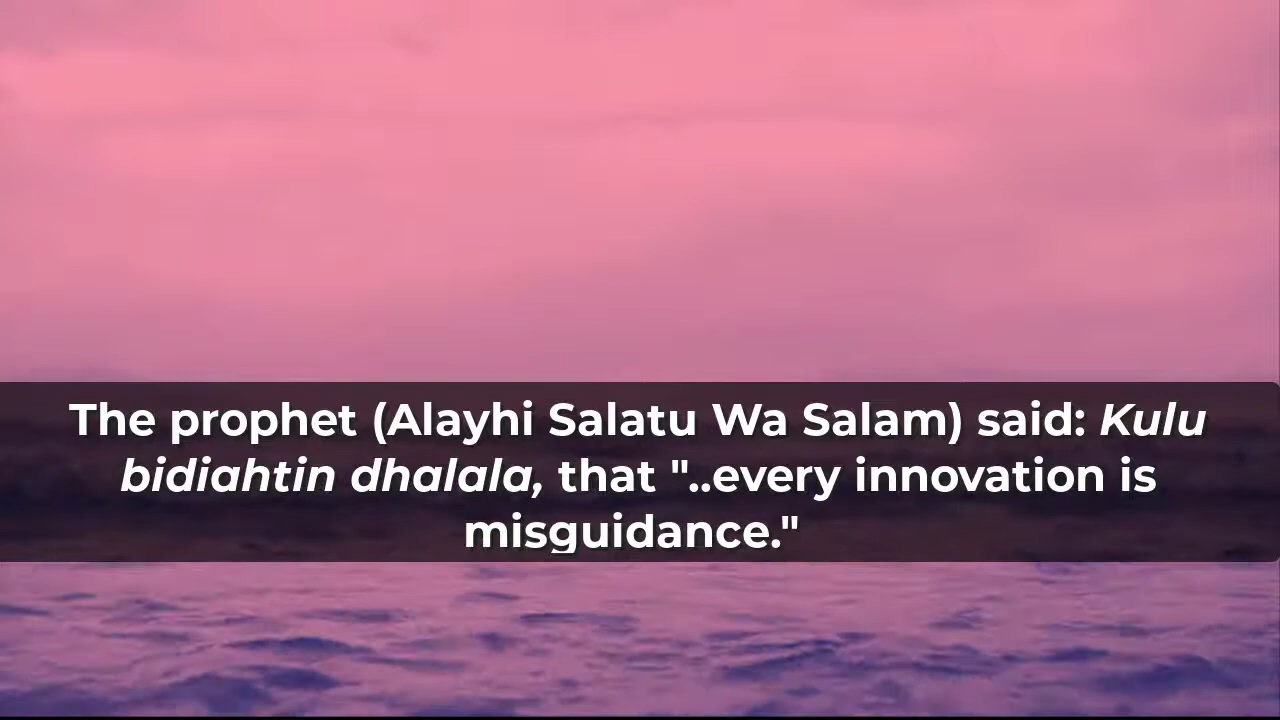 The prophet (Alayhi Salatu Wa Salam) said: Kulu
bidiahtin dhalala, that "..every innovation is
misguidance."